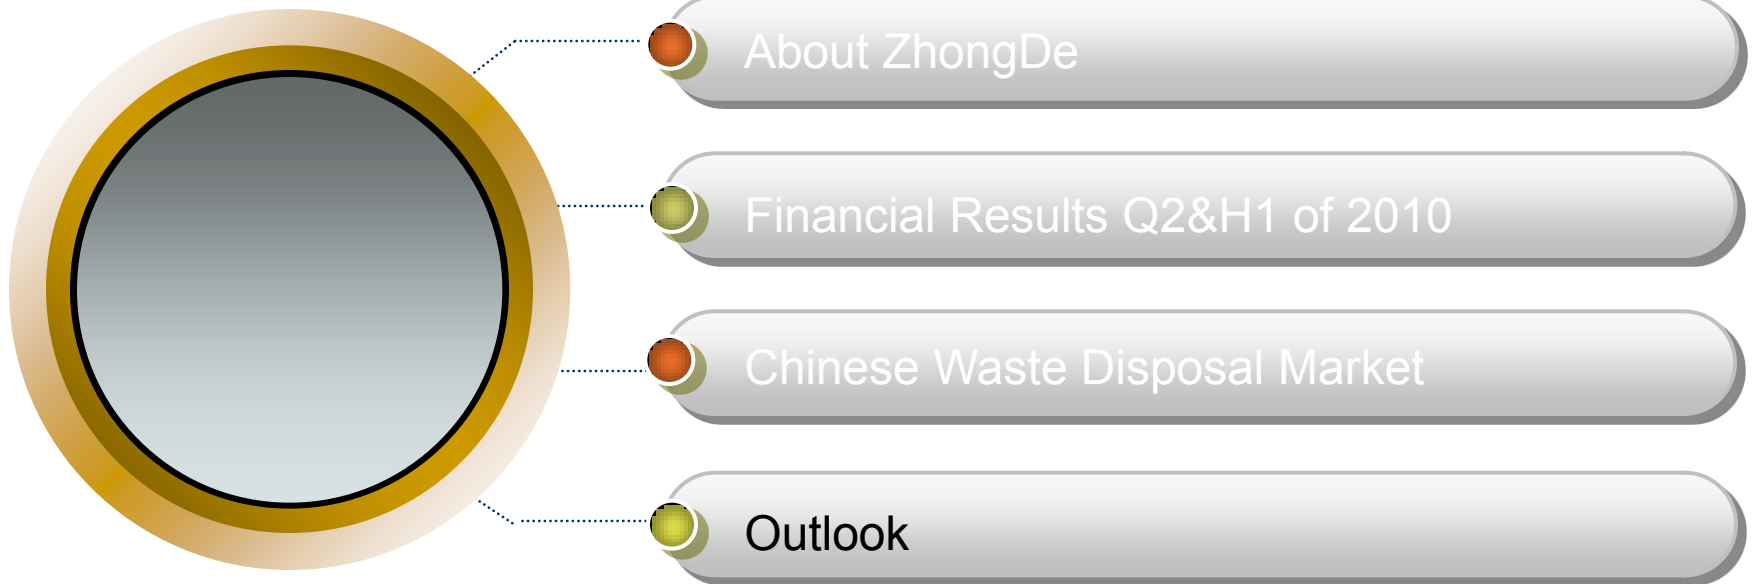 About ZhongDe
Financial Results Q2&H1 of 2010
Chinese Waste Disposal Market
Outlook